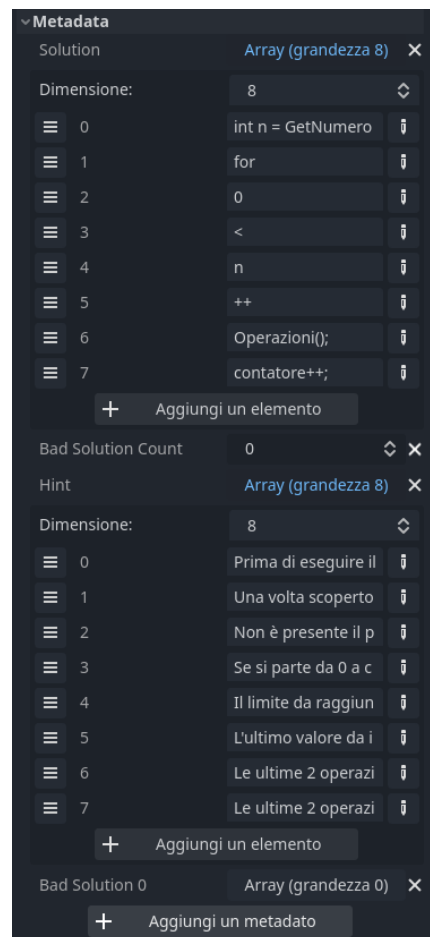 Metadata
Solution Array (grandezza 8)
Dimensione: 8
0 int n = GetNumero
1 for
2 0
3 <
4 n
5 ++
6 Operazioni();
7 contatore++;
+ Aggiungi un elemento
Bad Solution Count 0
Hint Array (grandezza 8)
Dimensione: 8
0 Prima di eseguire il
1 Una volta scoperto
2 Non è presente il p
3 Se si parte da 0 a c
4 Il limite da raggiun
5 L'ultimo valore da i
6 Le ultime 2 operazi
7 Le ultime 2 operazi
+ Aggiungi un elemento
Bad Solution 0 Array (grandezza 0)
+ Aggiungi un metadato